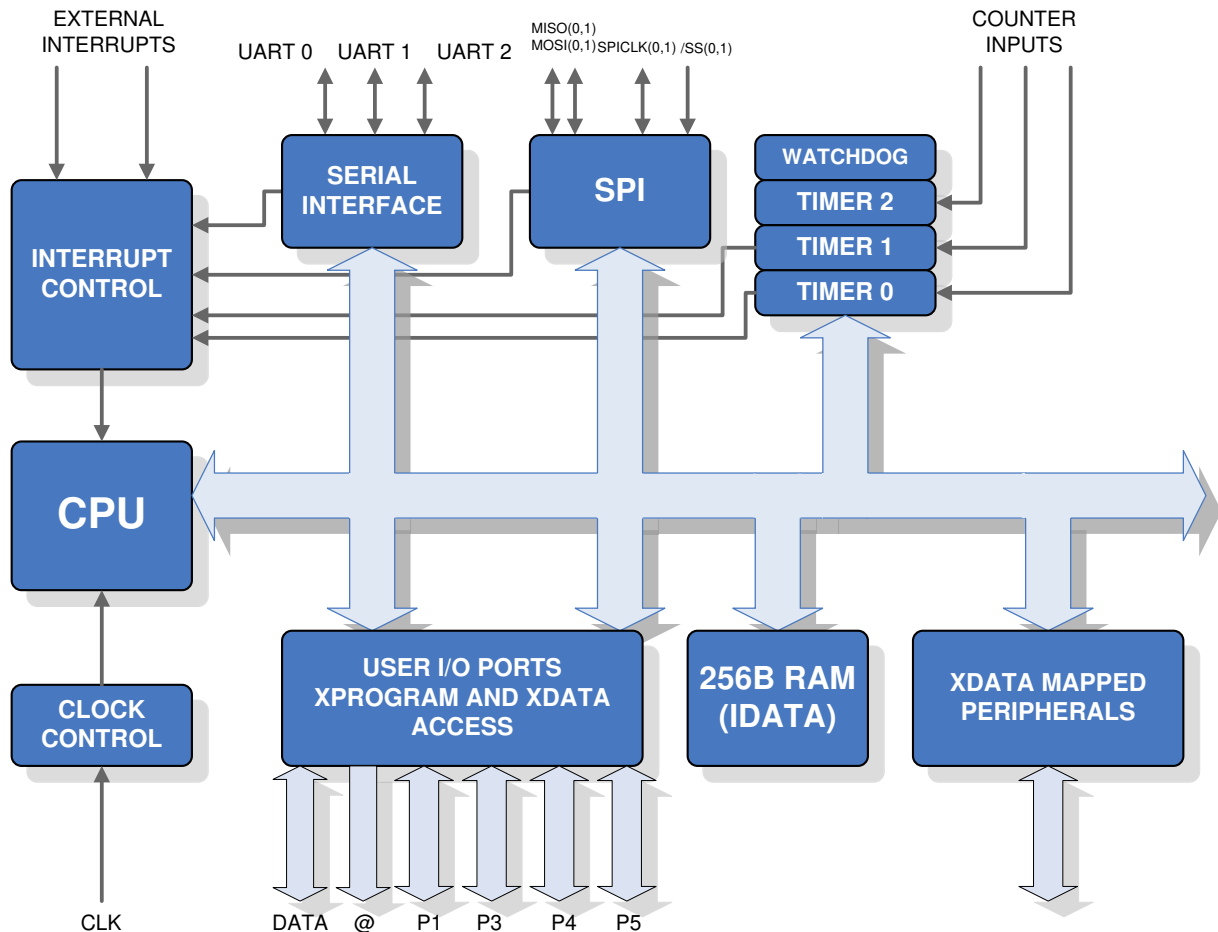 EXTERNAL
INTERRUPTS
UART 0
UART 1
UART 2
MISO(0,1)
MOSI(0,1)
SPICLK(0,1)
/SS(0,1)
COUNTER
INPUTS
SERIAL
INTERFACE
SPI
WATCHDOG
TIMER 2
TIMER 1
TIMER 0
INTERRUPT
CONTROL
CPU
CLOCK
CONTROL
USER I/O PORTS
XPROGRAM AND XDATA
ACCESS
256B RAM
(IDATA)
XDATA MAPPED
PERIPHERALS
CLK
DATA
@
P1
P3
P4
P5